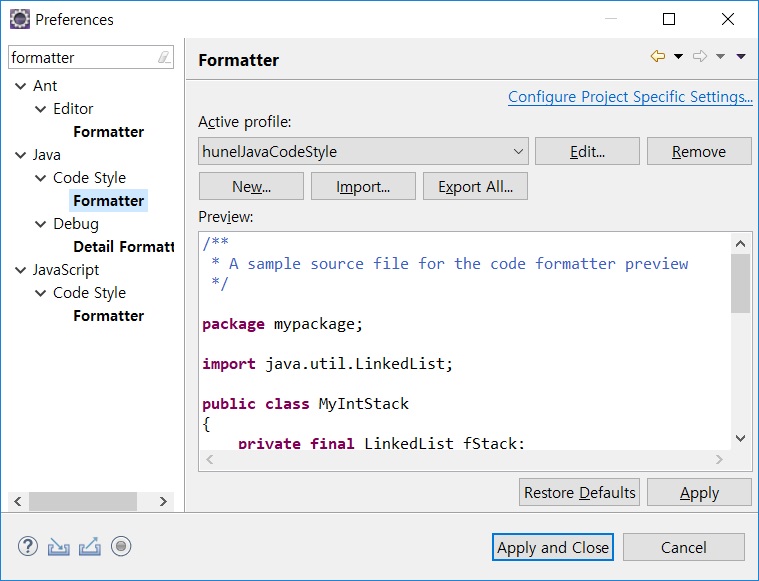 Preferences
formatter
Ant
Editor
Formatter
Java
Code Style
Formatter
Debug
Detail Formatt
JavaScript
Code Style
Formatter
Formatter
Configure Project Specific Settings...
Active profile:
hunelJavaCodeStyle
Edit...
Remove
New...
Import...
Export All...
Preview:
/**
 * A sample source file for the code formatter preview
 */
package mypackage;
import java.util.LinkedList;
public class MyIntStack
{
    private final LinkedList fStack;
Restore Defaults
Apply
Apply and Close
Cancel